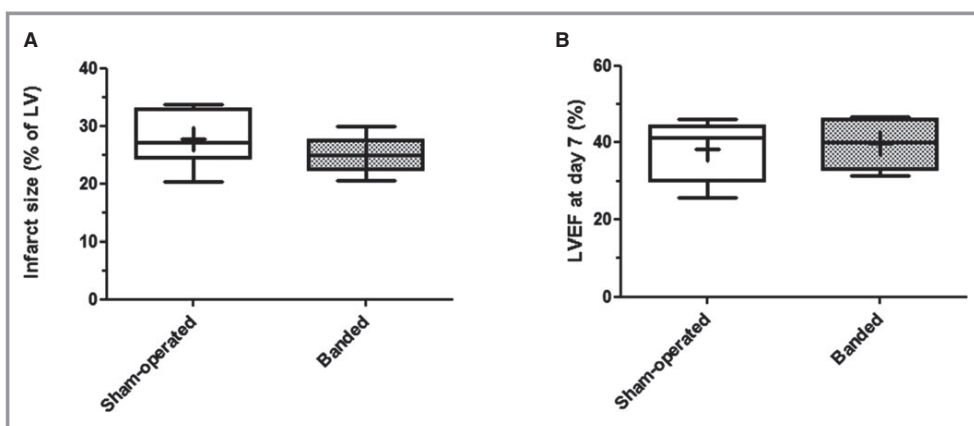 A
Infarct size (% of LV)
40
30
20
10
0
Sham-operated
Banded
B
LVEF at day 7 (%)
60
40
20
0
Sham-operated
Banded